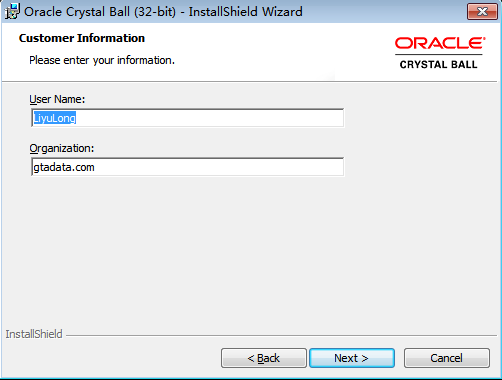 Oracle Crystal Ball (32-bit) - InstallShield Wizard
Customer Information
Please enter your information.
ORACLE
CRYSTAL BALL
User Name:
LiyuLong
Organization:
gtadata.com
InstallShield
< Back
Next >
Cancel